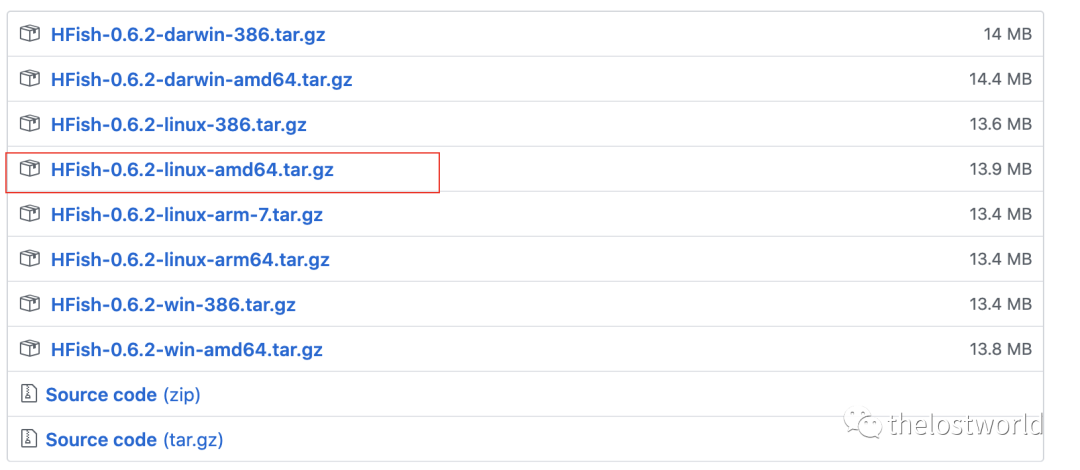 HFish-0.6.2-darwin-386.tar.gz 14 MB
HFish-0.6.2-darwin-amd64.tar.gz 14.4 MB
HFish-0.6.2-linux-386.tar.gz 13.6 MB
HFish-0.6.2-linux-amd64.tar.gz 13.9 MB
HFish-0.6.2-linux-arm-7.tar.gz 13.4 MB
HFish-0.6.2-linux-arm64.tar.gz 13.4 MB
HFish-0.6.2-win-386.tar.gz 13.4 MB
HFish-0.6.2-win-amd64.tar.gz 13.8 MB
Source code (zip)
Source code (tar.gz)
thelostworld